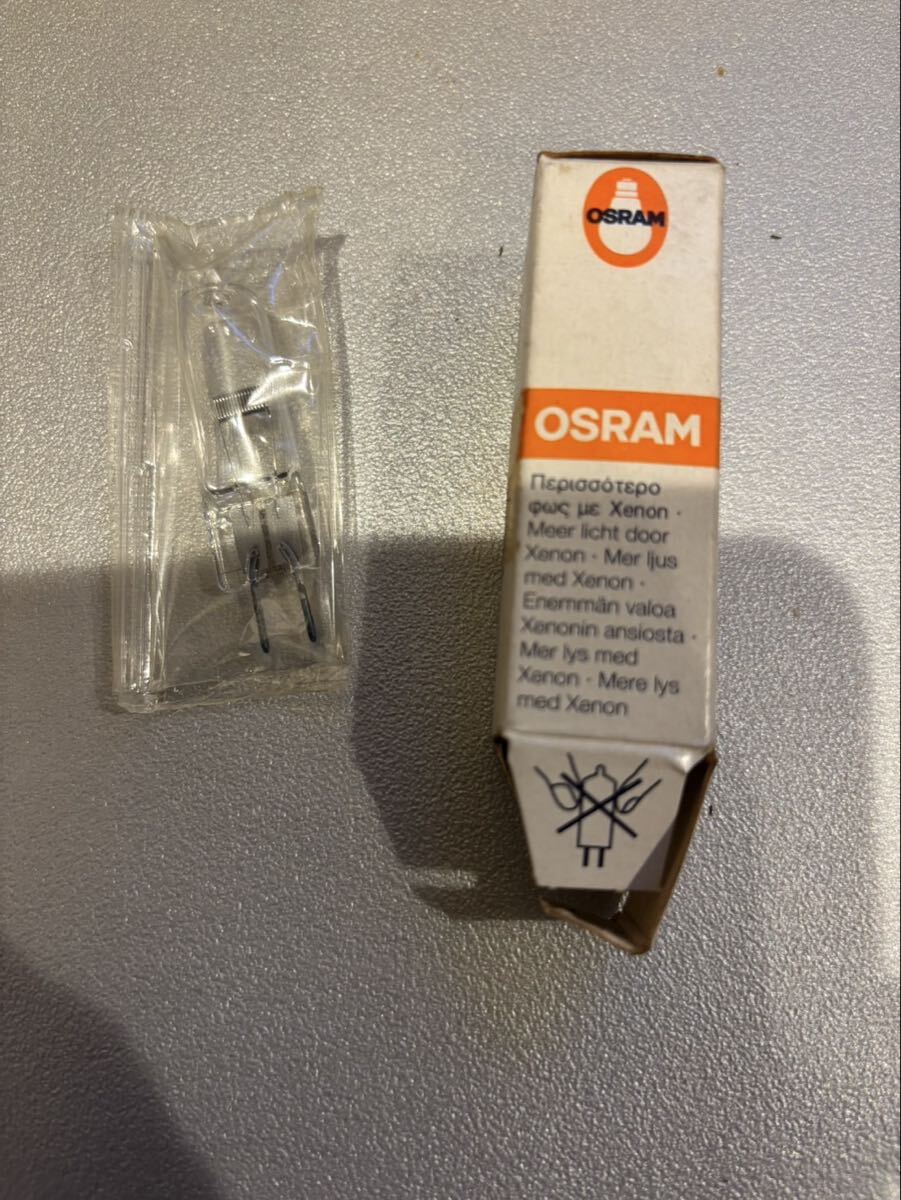 OSRAM
OSRAM
Περισσότερο
φως με Xenon ·
Meer licht door
Xenon · Mer ljus
med Xenon ·
Enemmän valoa
Xenonin ansiosta ·
Mer lys med
Xenon · Mere lys
med Xenon